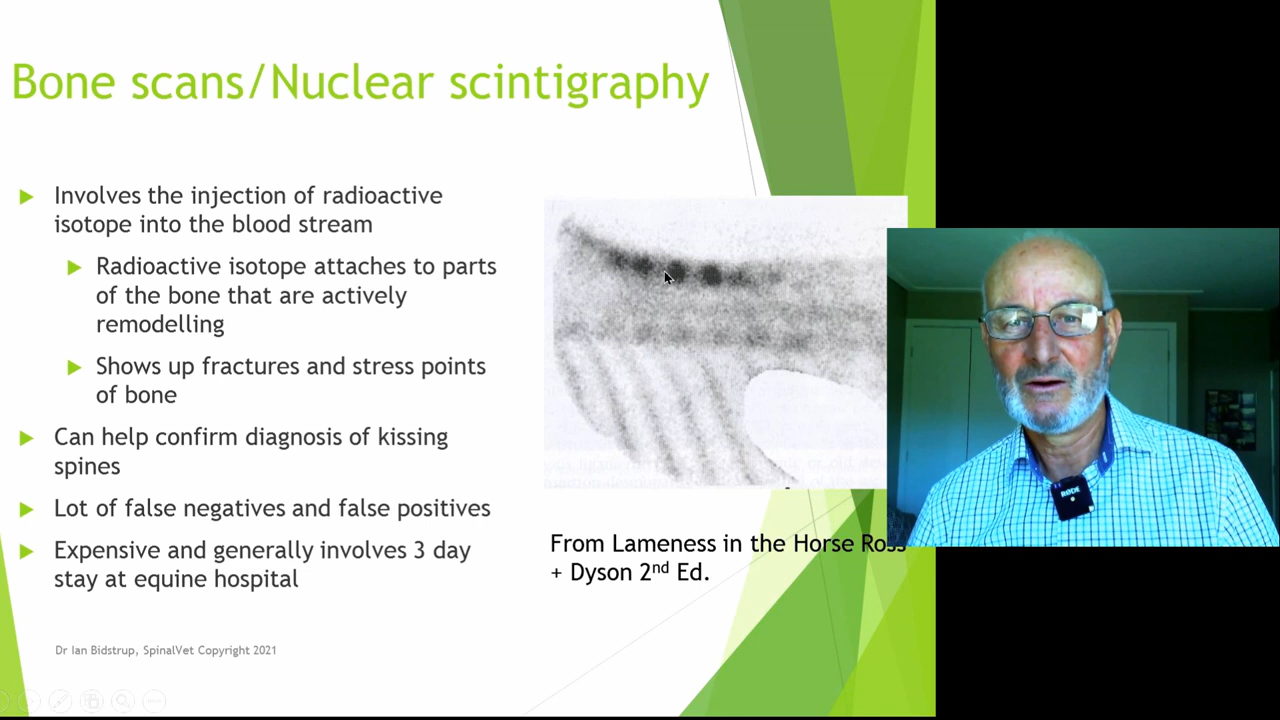 Bone scans/Nuclear scintigraphy
Involves the injection of radioactive
isotope into the blood stream
Radioactive isotope attaches to parts
of the bone that are actively
remodelling
Shows up fractures and stress points
of bone
Can help confirm diagnosis of kissing
spines
Lot of false negatives and false positives
Expensive and generally involves 3 day
stay at equine hospital
From Lameness in the Horse Ross
+ Dyson 2nd Ed.
Dr Ian Bidstrup, SpinalVet Copyright 2021
RØDE